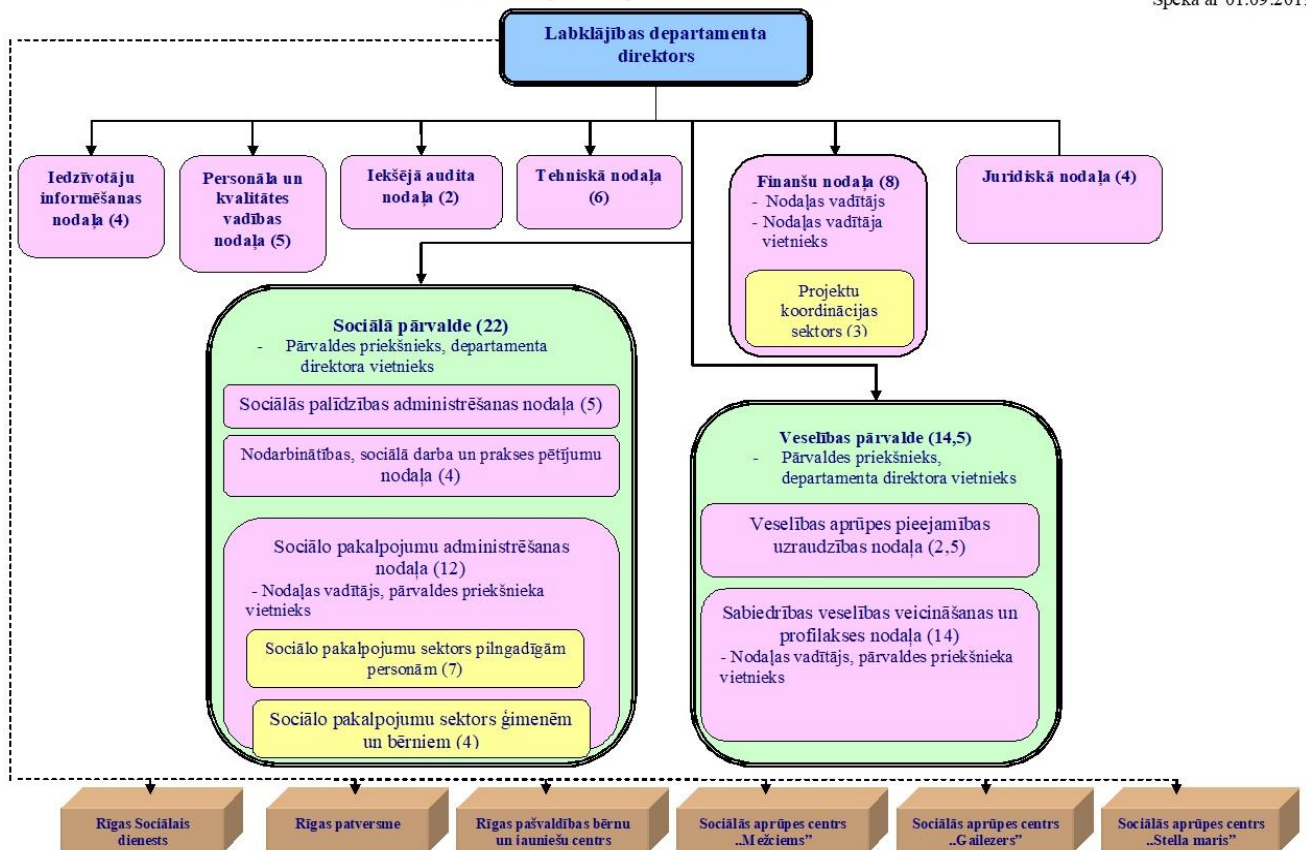 Spēkā ar 01.09.201
Labklājības departamenta
direktors
Iedzīvotāju
informēšanas
nodaļa (4)
Personāla un
kvalitātes
vadības
nodaļa (5)
Iekšējā audita
nodaļa (2)
Tehniskā nodaļa
(6)
Finanšu nodaļa (8)
- Nodaļas vadītājs
- Nodaļas vadītāja
vietnieks
Projektu
koordinācijas
sektors (3)
Juridiskā nodaļa (4)
Sociālā pārvalde (22)
- Pārvaldes priekšnieks, departamenta
direktora vietnieks
Sociālās palīdzības administrēšanas nodaļa (5)
Nodarbinātības, sociālā darba un prakses pētījumu
nodaļa (4)
Sociālo pakalpojumu administrēšanas
nodaļa (12)
- Nodaļas vadītājs, pārvaldes priekšnieka
vietnieks
Sociālo pakalpojumu sektors pilngadīgām
personām (7)
Sociālo pakalpojumu sektors ģimenēm
un bērniem (4)
Veselības pārvalde (14,5)
- Pārvaldes priekšnieks,
departamenta direktora vietnieks
Veselības aprūpes pieejamības
uzraudzības nodaļa (2,5)
Sabiedrības veselības veicināšanas un
profilakses nodaļa (14)
- Nodaļas vadītājs, pārvaldes priekšnieka
vietnieks
Rīgas Sociālais
dienests
Rīgas patversme
Rīgas pašvaldības bērnu
un jauniešu centrs
Sociālās aprūpes centrs
„Mežciems”
Sociālās aprūpes centrs
„Gaiļezers”
Sociālās aprūpes centrs
„Stella maris”